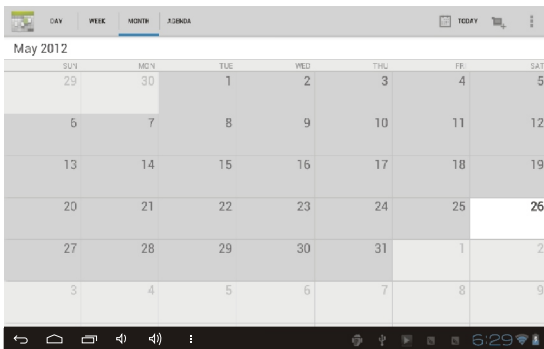 DAY WEEK MONTH AGENDA TODAY
May 2012
SUN MON TUE WED THU FRI SAT
29 30 1 2 3 4 5
6 7 8 9 10 11 12
13 14 15 16 17 18 19
20 21 22 23 24 25 26
27 28 29 30 31 1 2
3 4 5 6 7 8 9
6:29